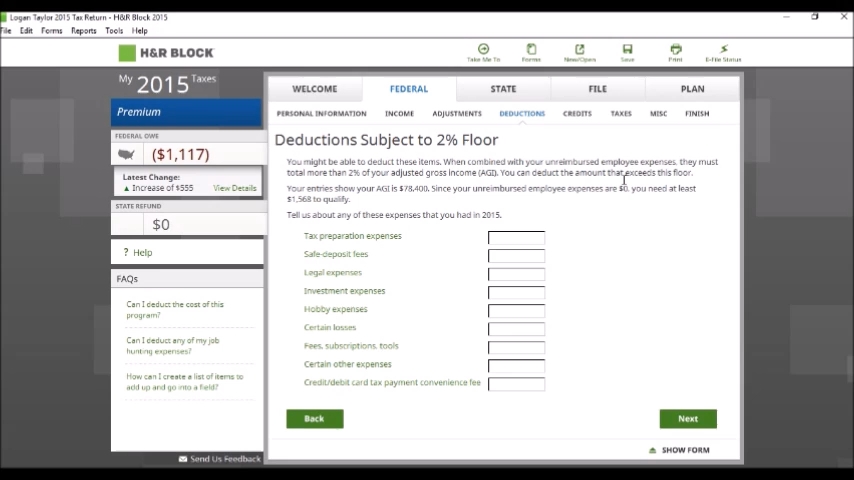 Logan Taylor 2015 Tax Return - H&R Block 2015
File Edit Forms Reports Tools Help
H&R BLOCK
Take Me To Forms New/Open Save Print E-File Status
My 2015 Taxes
Premium
FEDERAL OWE
($1,117)
Latest Change:
▲ Increase of $555 View Details
STATE REFUND
$0
? Help
FAQs
Can I deduct the cost of this
program?
Can I deduct any of my job
hunting expenses?
How can I create a list of items to
add up and go into a field?
Send Us Feedback
WELCOME FEDERAL STATE FILE PLAN
PERSONAL INFORMATION INCOME ADJUSTMENTS DEDUCTIONS CREDITS TAXES MISC FINISH
Deductions Subject to 2% Floor
You might be able to deduct these items. When combined with your unreimbursed employee expenses, they must
total more than 2% of your adjusted gross income (AGI). You can deduct the amount that exceeds this floor.
Your entries show your AGI is $78,400. Since your unreimbursed employee expenses are $0, you need at least
$1,568 to qualify.
Tell us about any of these expenses that you had in 2015.
Tax preparation expenses
Safe-deposit fees
Legal expenses
Investment expenses
Hobby expenses
Certain losses
Fees, subscriptions, tools
Certain other expenses
Credit/debit card tax payment convenience fee
Back Next
SHOW FORM